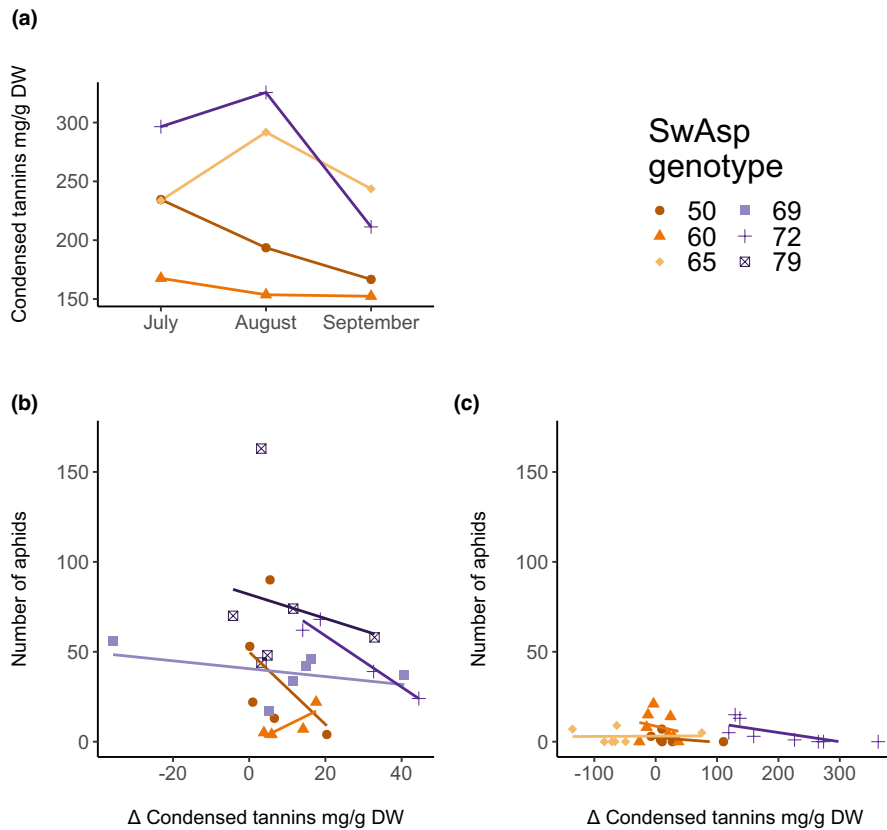 (a)
Condensed tannins mg/g DW
300
250
200
150
July August September
SwAsp
genotype
50 69
60 72
65 79
(b)
Number of aphids
150
100
50
0
-20 0 20 40
Δ Condensed tannins mg/g DW
(c)
Number of aphids
150
100
50
0
-100 0 100 200 300
Δ Condensed tannins mg/g DW